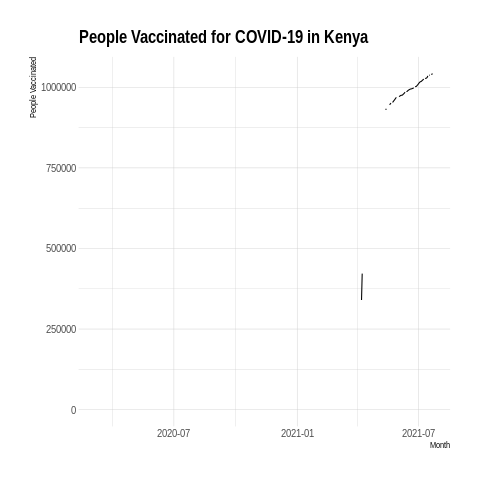 People Vaccinated for COVID-19 in Kenya
People Vaccinated
1000000
750000
500000
250000
0
2020-07 2021-01 2021-07
Month